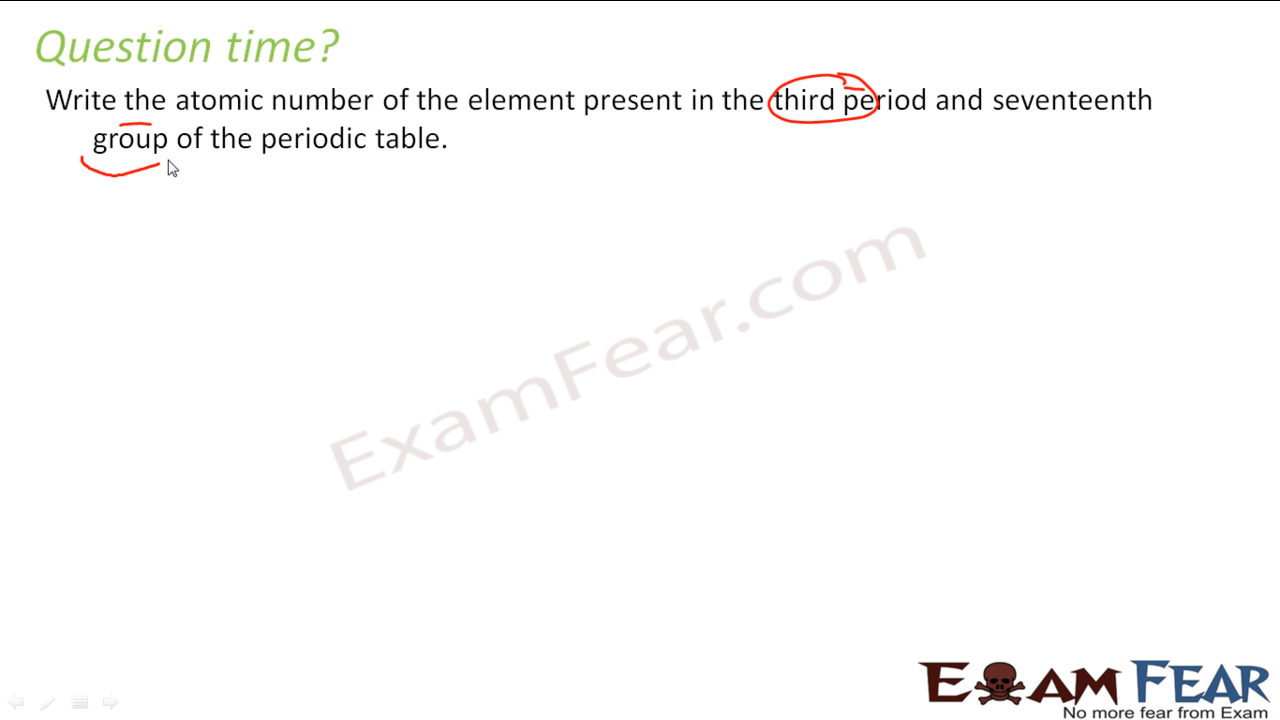 Question time?
Write the atomic number of the element present in the third period and seventeenth
group of the periodic table.
ExamFear.com
EXAM FEAR
No more fear from Exam